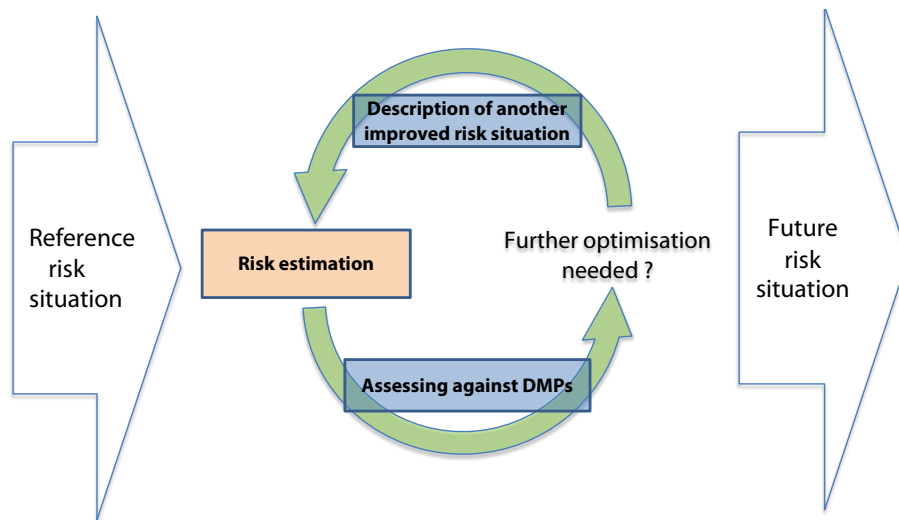 Reference
risk
situation
Description of another
improved risk situation
Risk estimation
Further optimisation
needed ?
Assessing against DMPs
Future
risk
situation